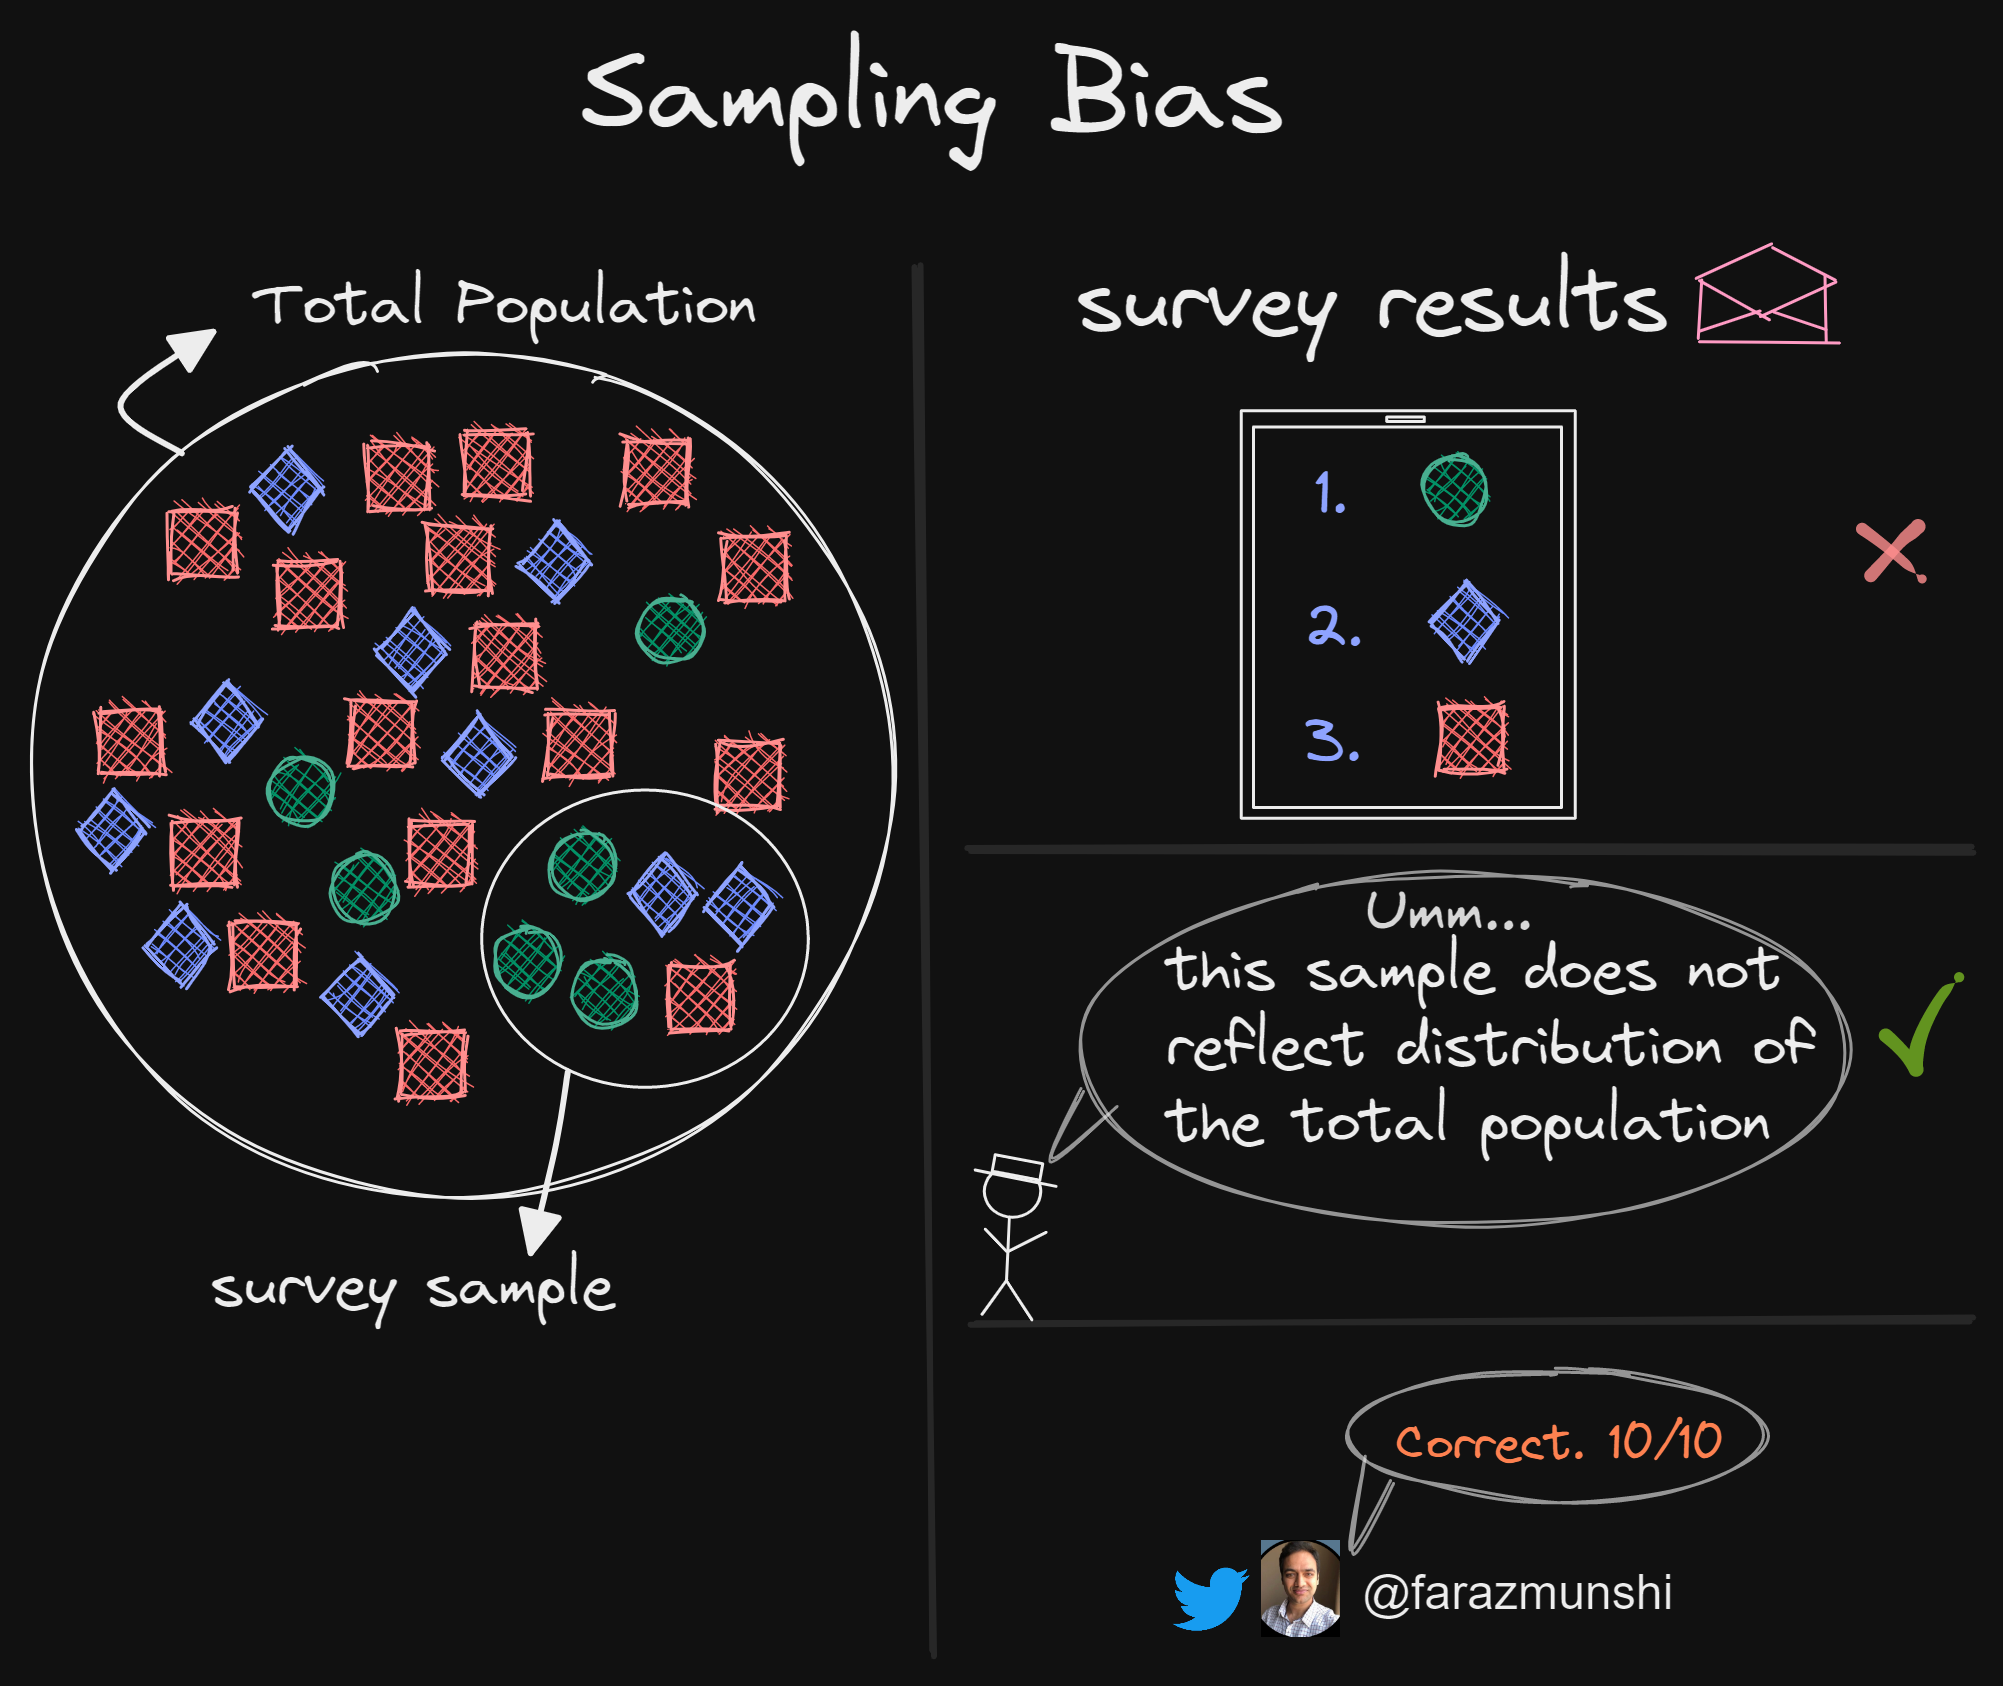 Sampling Bias
Total Population
survey sample
survey results
1.
2.
3.
Umm...
this sample does not
reflect distribution of
the total population
Correct. 10/10
@farazmunshi